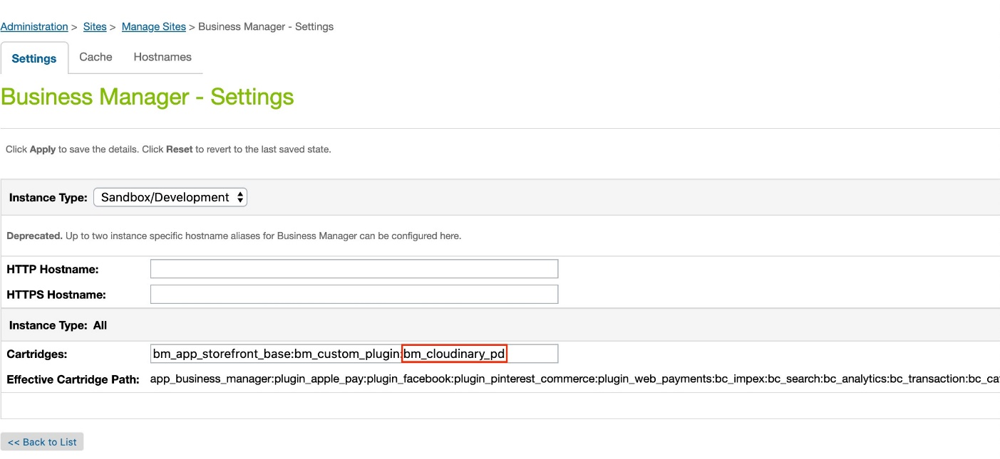 Administration > Sites > Manage Sites > Business Manager - Settings
Settings Cache Hostnames
Business Manager - Settings
Click Apply to save the details. Click Reset to revert to the last saved state.
Instance Type: Sandbox/Development
Deprecated. Up to two instance specific hostname aliases for Business Manager can be configured here.
HTTP Hostname:
HTTPS Hostname:
Instance Type: All
Cartridges: bm_app_storefront_base:bm_custom_plugin:bm_cloudinary_pd
Effective Cartridge Path: app_business_manager:plugin_apple_pay:plugin_facebook:plugin_pinterest_commerce:plugin_web_payments:bc_impex:bc_search:bc_analytics:bc_transaction:bc_ca
<< Back to List